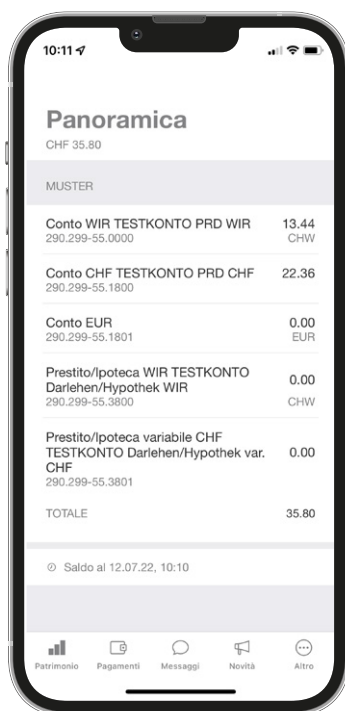 10:11
Panoramica
CHF 35.80
MUSTER
Conto WIR TESTKONTO PRD WIR 13.44
290.299-55.0000 CHW
Conto CHF TESTKONTO PRD CHF 22.36
290.299-55.1800
Conto EUR 0.00
290.299-55.1801 EUR
Prestito/Ipoteca WIR TESTKONTO
Darlehen/Hypothek WIR 0.00
290.299-55.3800 CHW
Prestito/Ipoteca variabile CHF
TESTKONTO Darlehen/Hypothek var. 0.00
CHF
290.299-55.3801
TOTALE 35.80
Saldo al 12.07.22, 10:10
Patrimonio Pagamenti Messaggi Novità Altro